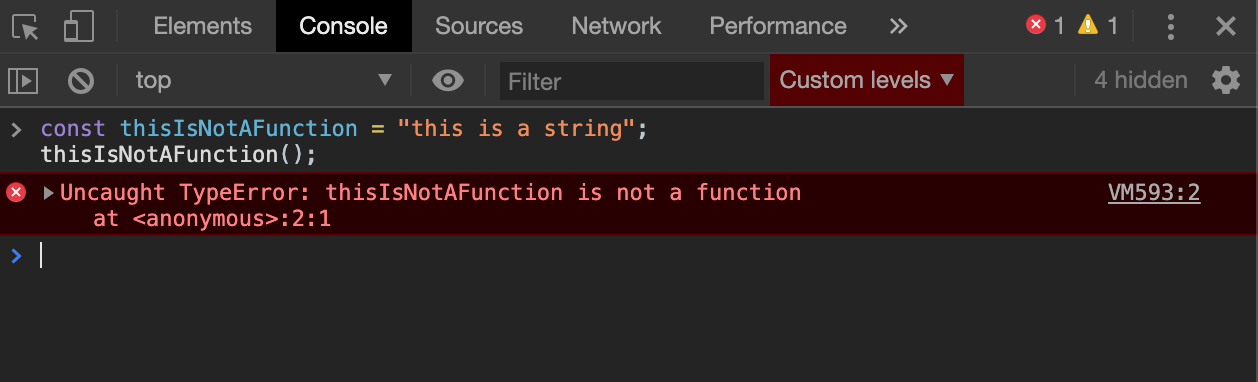 Elements Console Sources Network Performance » 1 1
top Filter Custom levels 4 hidden
> const thisIsNotAFunction = "this is a string";
thisIsNotAFunction();
Uncaught TypeError: thisIsNotAFunction is not a function VM593:2
at <anonymous>:2:1
>